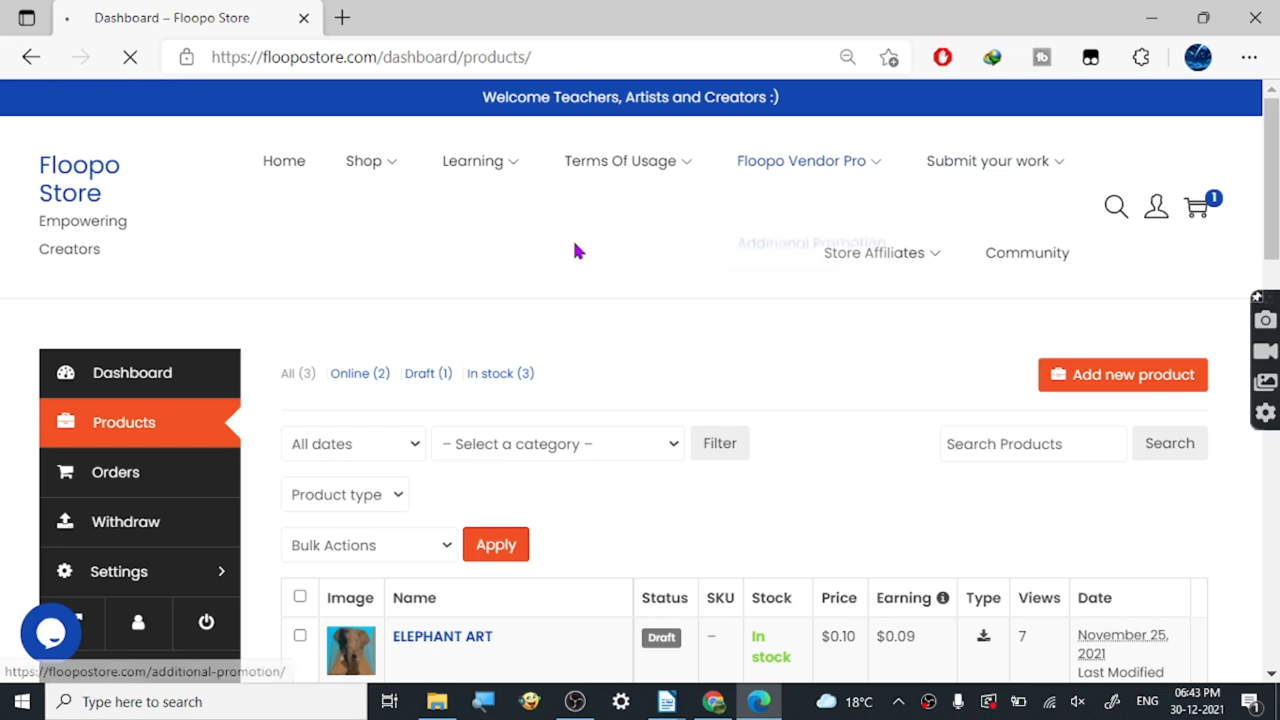 Dashboard – Floopo Store
https://floopostore.com/dashboard/products/
Welcome Teachers, Artists and Creators :)
Floopo
Store
Empowering
Creators
Home
Shop
Learning
Terms Of Usage
Floopo Vendor Pro
Submit your work
1
Additional Promotion
Store Affiliates
Community
Dashboard
Products
Orders
Withdraw
Settings
All (3)
Online (2)
Draft (1)
In stock (3)
Add new product
All dates
– Select a category –
Filter
Search Products
Search
Product type
Bulk Actions
Apply
Image
Name
Status
SKU
Stock
Price
Earning
Type
Views
Date
ELEPHANT ART
Draft
–
In
stock
$0.10
$0.09
7
November 25,
2021
Last Modified
https://floopostore.com/additional-promotion/
Type here to search
18°C
ENG
06:43 PM
30-12-2021
1